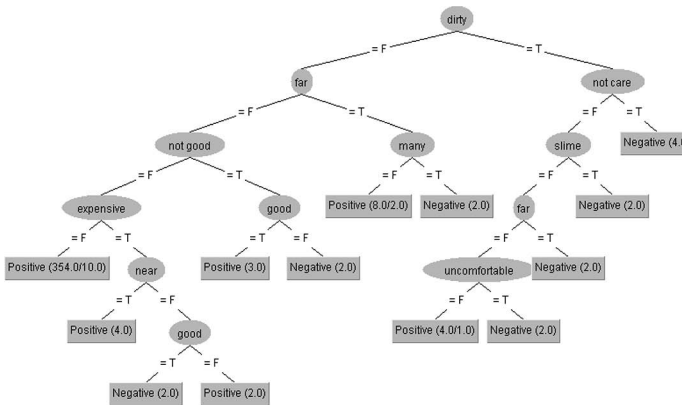 dirty
= F
= T
far
not care
= F
= T
= F
= T
not good
many
slime
Negative (4.0
= F
= T
= F
= T
= F
= T
expensive
good
Positive (8.0/2.0)
Negative (2.0)
far
Negative (2.0)
= F
= T
= T
= F
= F
= T
Positive (354.0/10.0)
near
Positive (3.0)
Negative (2.0)
uncomfortable
Negative (2.0)
= T
= F
= F
= T
Positive (4.0)
good
Positive (4.0/1.0)
Negative (2.0)
= T
= F
Negative (2.0)
Positive (2.0)